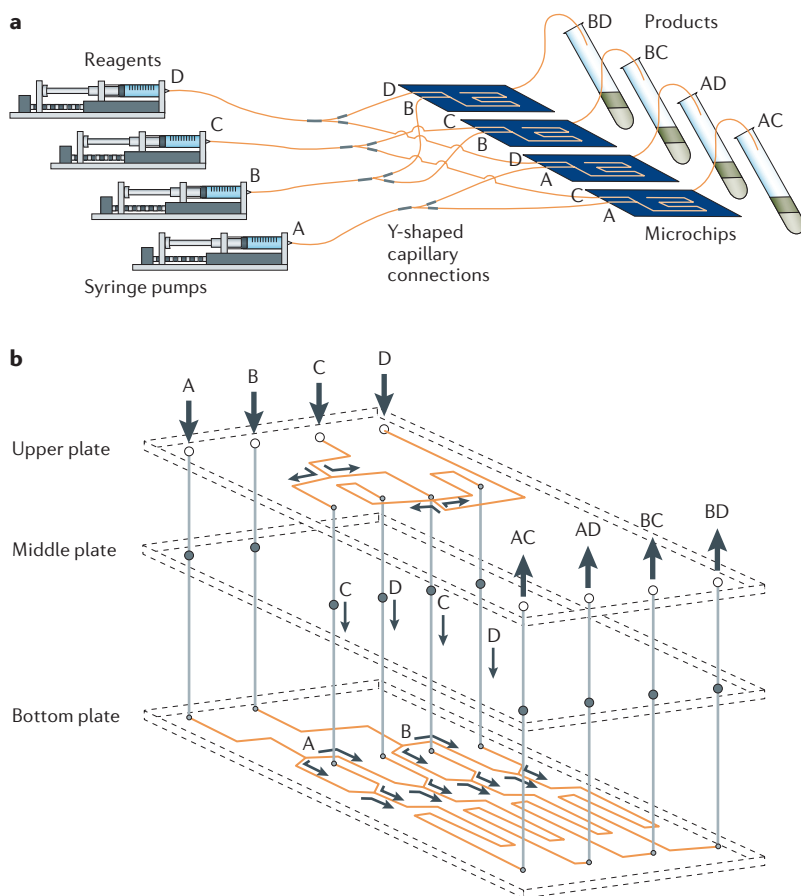 a
Reagents
D
C
B
A
Syringe pumps
Y-shaped
capillary
connections
D
B
C
B
D
A
C
A
Microchips
Products
BD
BC
AD
AC
b
A
B
C
D
Upper plate
Middle plate
Bottom plate
C
D
C
D
AC
AD
BC
BD
A
B